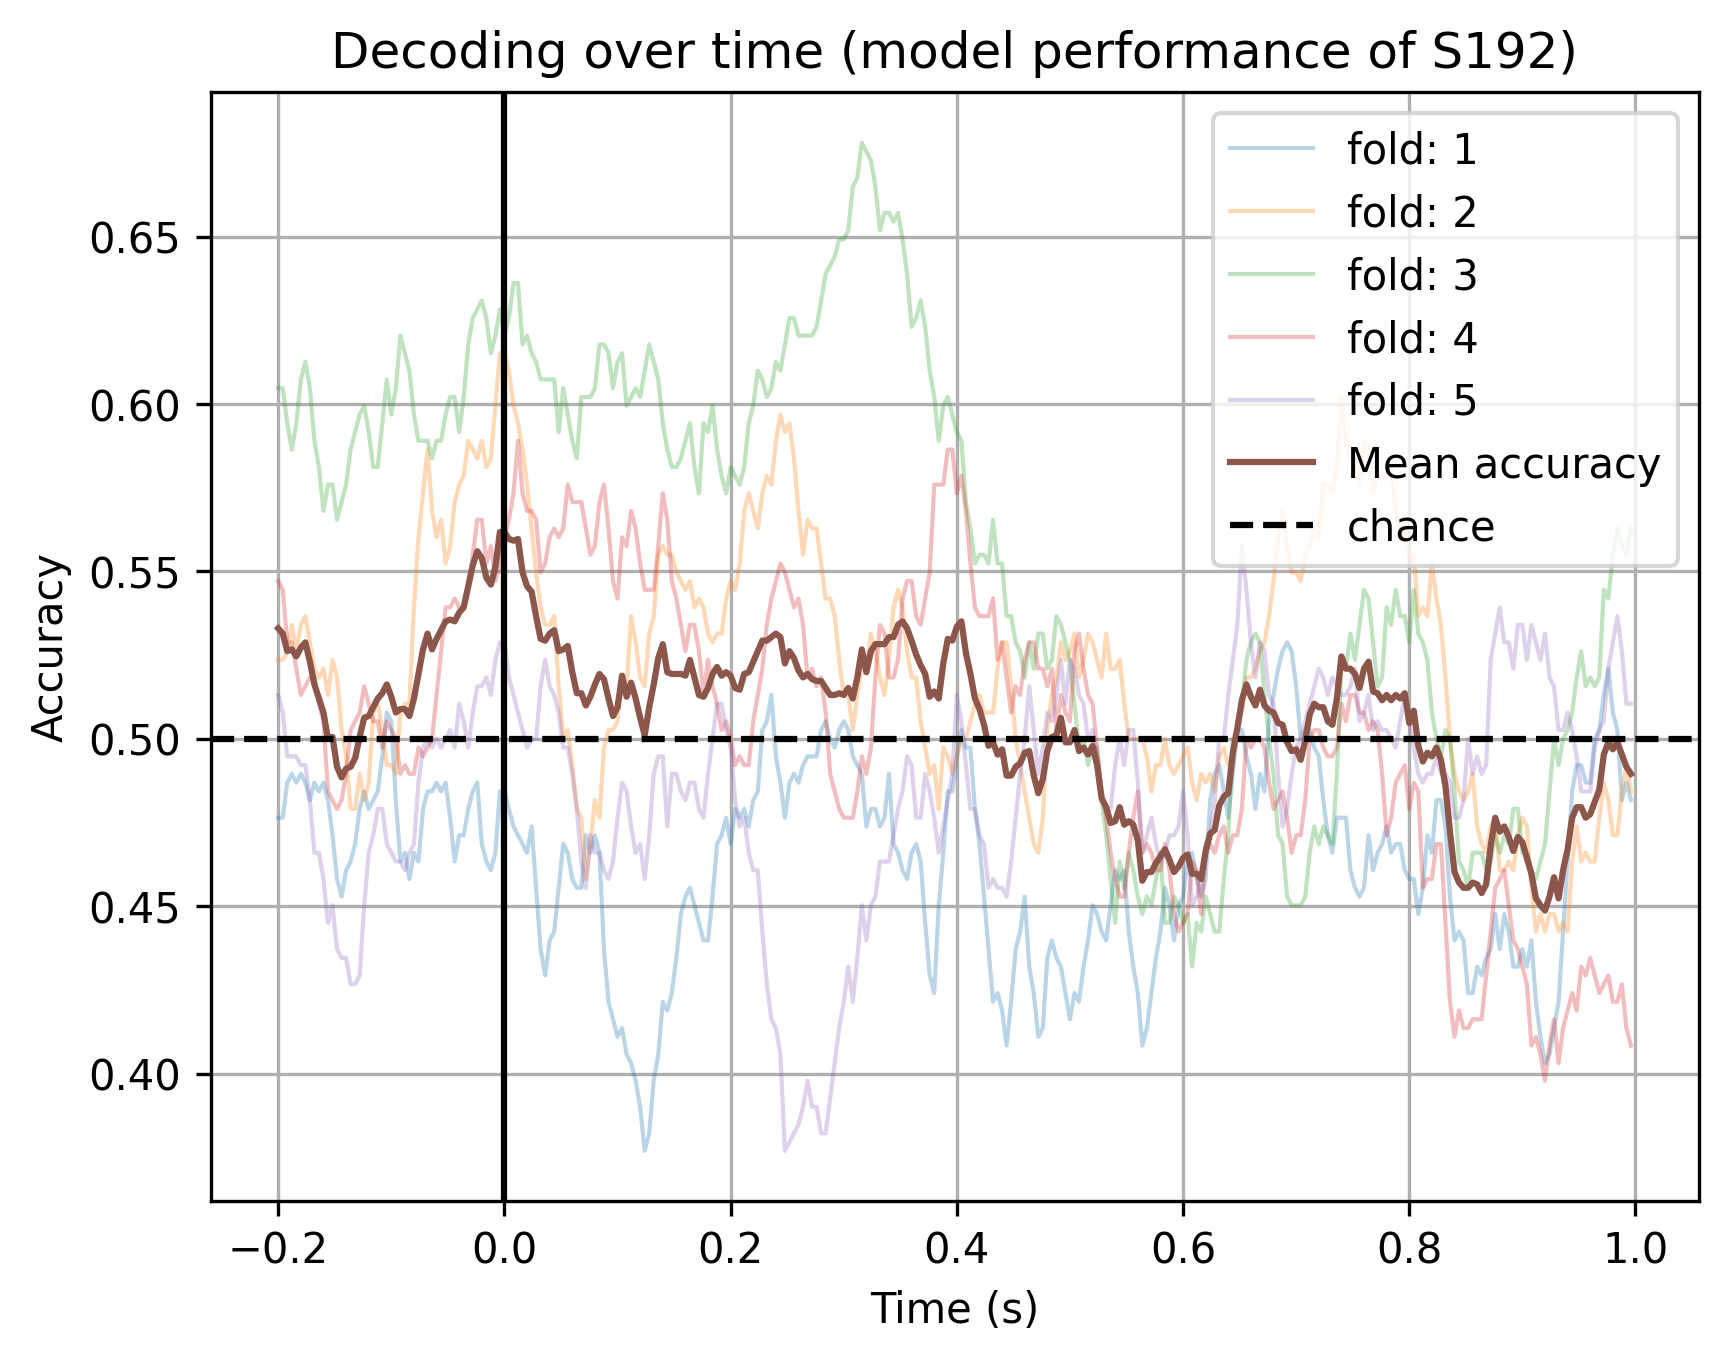 Decoding over time (model performance of S192)
fold: 1
fold: 2
fold: 3
fold: 4
fold: 5
Mean accuracy
chance
Accuracy
0.65
0.60
0.55
0.50
0.45
0.40
−0.2 0.0 0.2 0.4 0.6 0.8 1.0
Time (s)